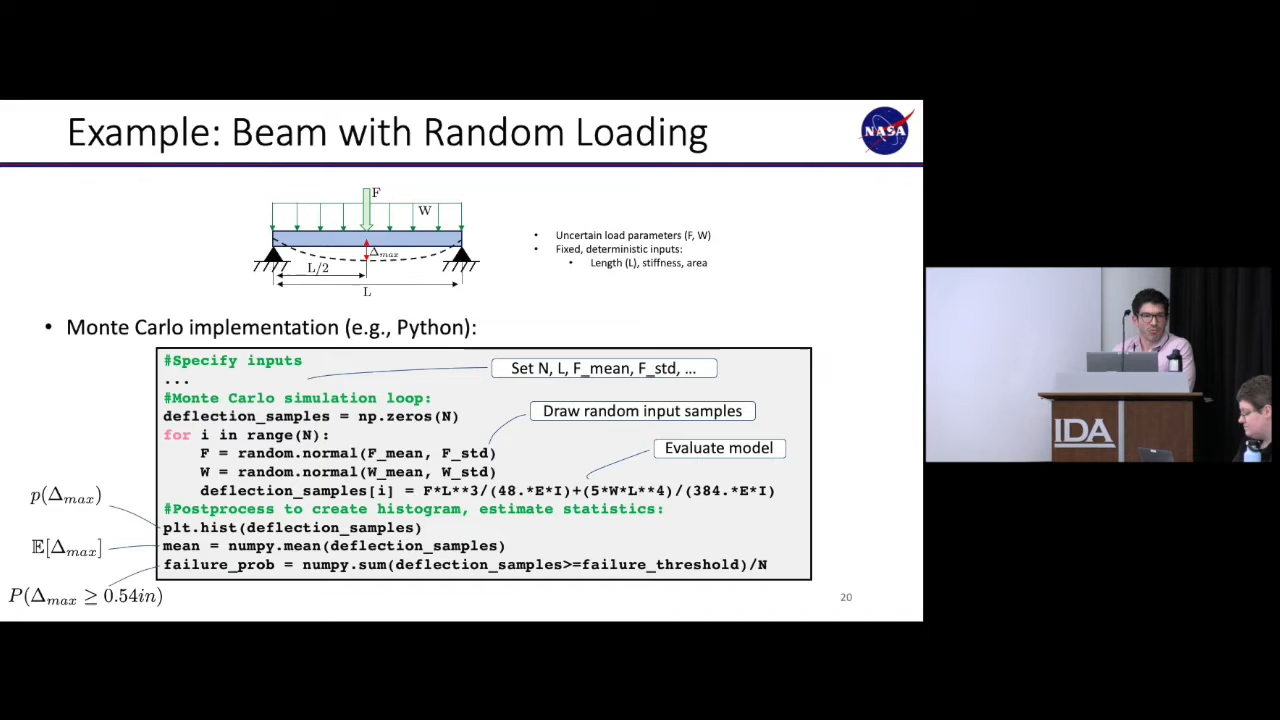 Example: Beam with Random Loading
NASA
F
W
Δmax
L/2
L
• Uncertain load parameters (F, W)
• Fixed, deterministic inputs:
• Length (L), stiffness, area
• Monte Carlo implementation (e.g., Python):
#Specify inputs
...
Set N, L, F_mean, F_std, ...
#Monte Carlo simulation loop:
deflection_samples = np.zeros(N)
Draw random input samples
for i in range(N):
F = random.normal(F_mean, F_std)
Evaluate model
W = random.normal(W_mean, W_std)
deflection_samples[i] = F*L**3/(48.*E*I)+(5*W*L**4)/(384.*E*I)
#Postprocess to create histogram, estimate statistics:
p(Δmax)
plt.hist(deflection_samples)
𝔼[Δmax]
mean = numpy.mean(deflection_samples)
failure_prob = numpy.sum(deflection_samples>=failure_threshold)/N
P(Δmax ≥ 0.54in)
20
IDA